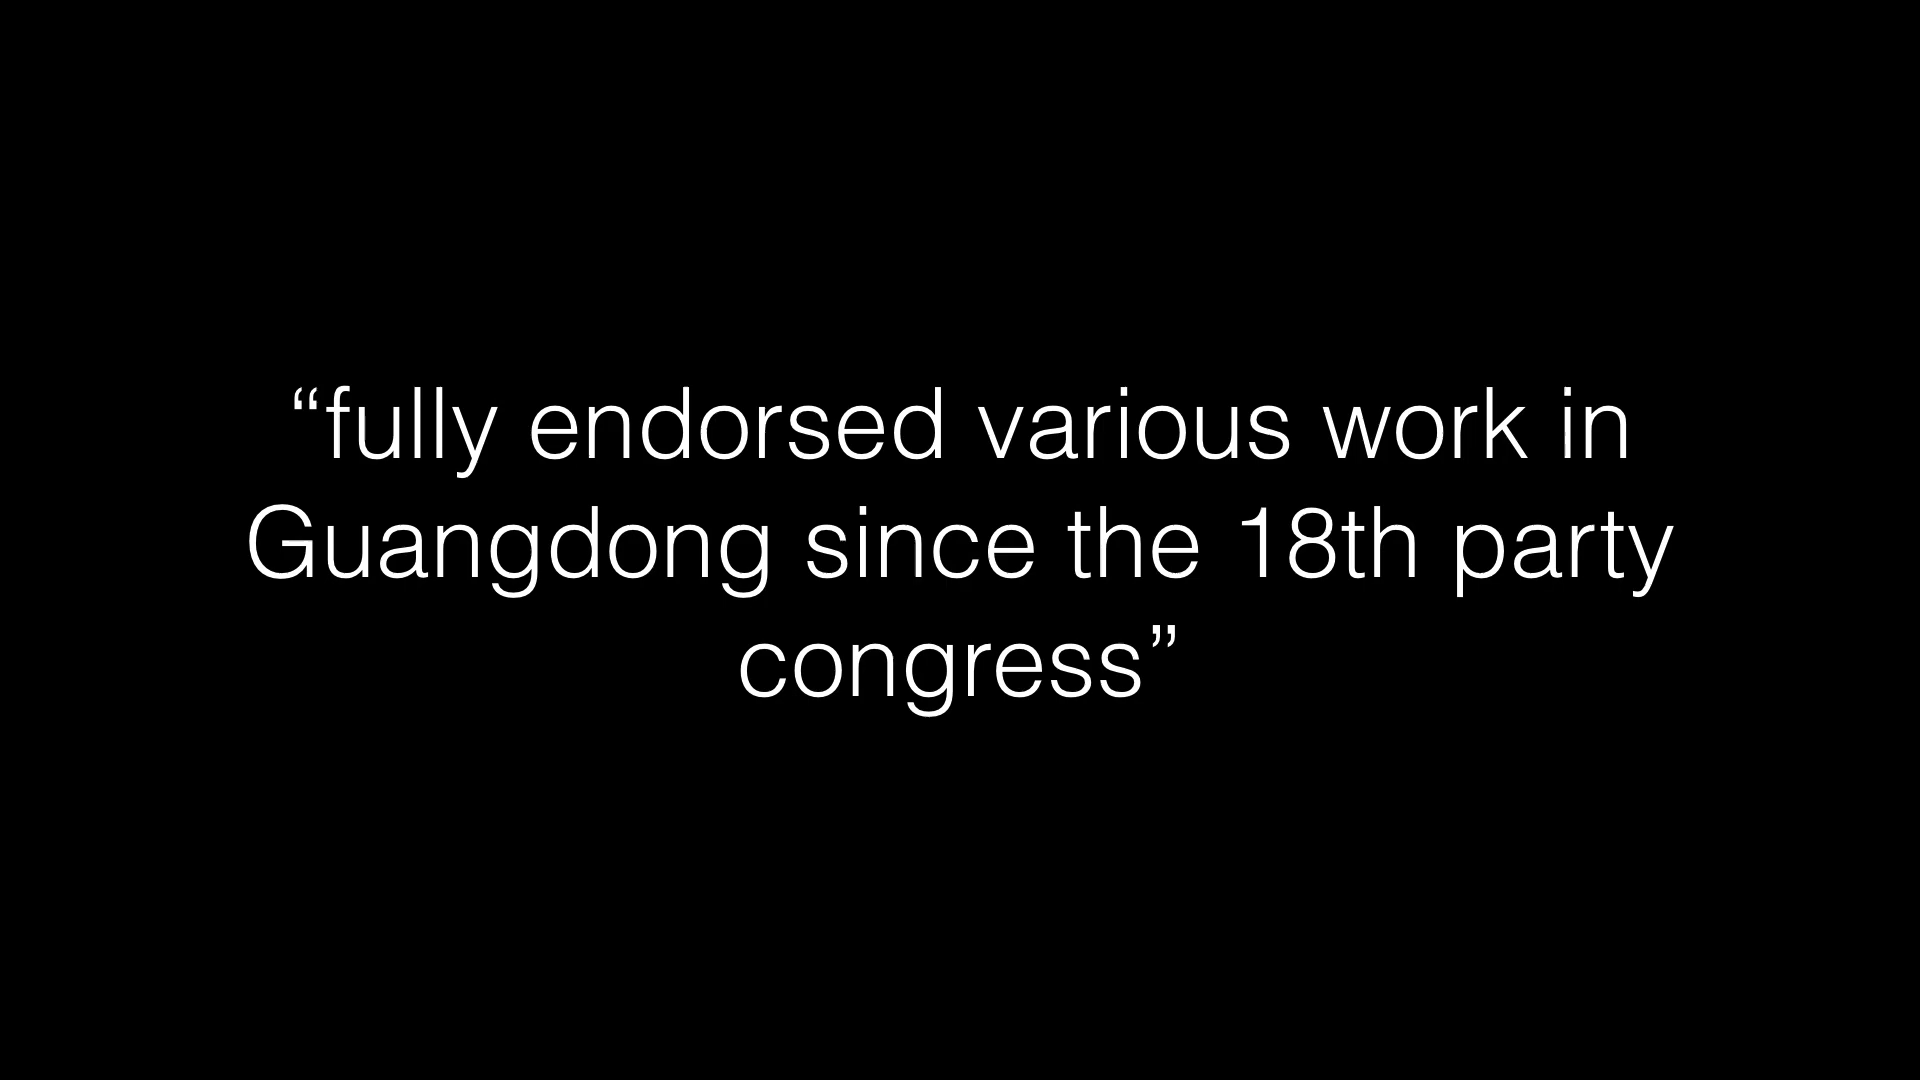 “fully endorsed various work in
Guangdong since the 18th party
congress”